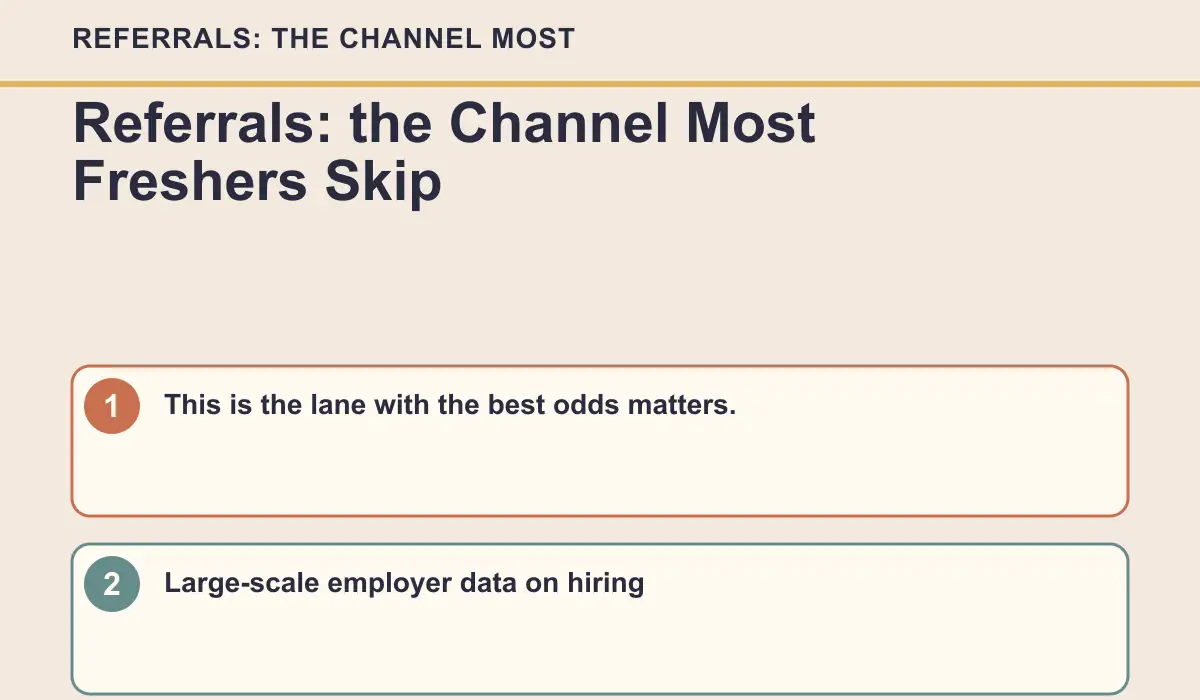 REFERRALS: THE CHANNEL MOST
Referrals: the Channel Most
Freshers Skip
1
This is the lane with the best odds matters.
2
Large-scale employer data on hiring